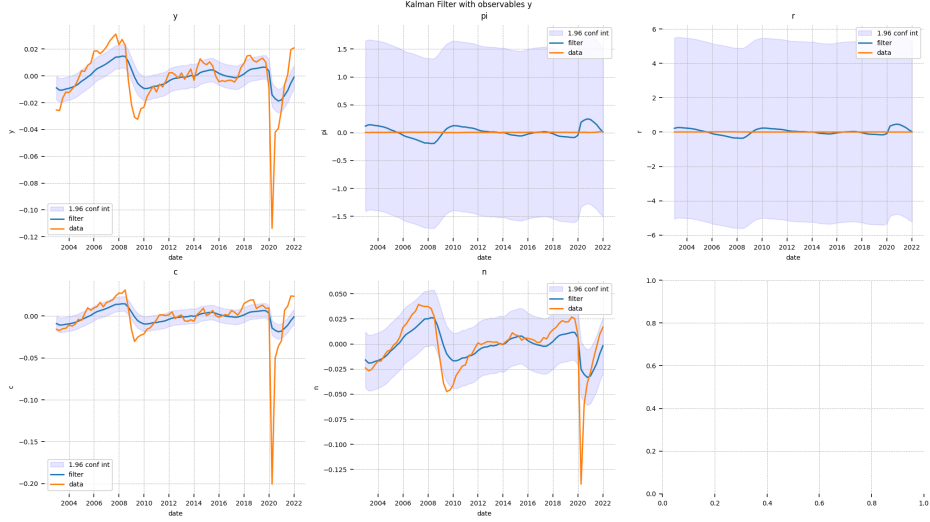 Kalman Filter with observables y
y
0.02
0.00
−0.02
−0.04
−0.06
−0.08
−0.10
−0.12
y
1.96 conf int
filter
data
2004 2006 2008 2010 2012 2014 2016 2018 2020 2022
date
pi
1.5
1.0
0.5
0.0
−0.5
−1.0
−1.5
pi
1.96 conf int
filter
data
2004 2006 2008 2010 2012 2014 2016 2018 2020 2022
date
r
6
4
2
0
−2
−4
−6
r
1.96 conf int
filter
data
2004 2006 2008 2010 2012 2014 2016 2018 2020 2022
date
c
0.00
−0.05
−0.10
−0.15
−0.20
c
1.96 conf int
filter
data
2004 2006 2008 2010 2012 2014 2016 2018 2020 2022
date
n
0.050
0.025
0.000
−0.025
−0.050
−0.075
−0.100
−0.125
n
1.96 conf int
filter
data
2004 2006 2008 2010 2012 2014 2016 2018 2020 2022
date
1.0
0.8
0.6
0.4
0.2
0.0
0.0 0.2 0.4 0.6 0.8 1.0